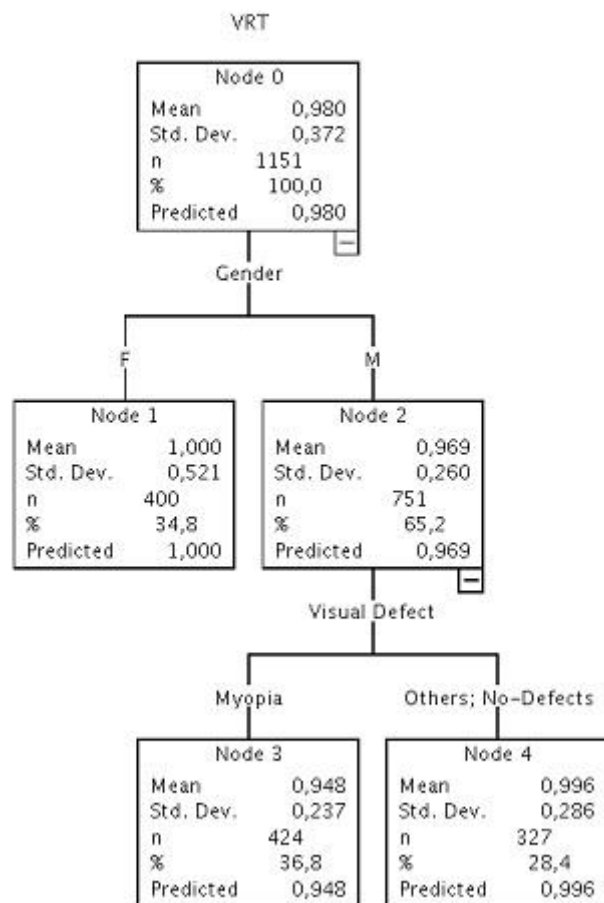 VRT
Node 0
Mean 0,980
Std. Dev. 0,372
n 1151
% 100,0
Predicted 0,980
Gender
F
M
Node 1
Mean 1,000
Std. Dev. 0,521
n 400
% 34,8
Predicted 1,000
Node 2
Mean 0,969
Std. Dev. 0,260
n 751
% 65,2
Predicted 0,969
Visual Defect
Myopia
Others; No-Defects
Node 3
Mean 0,948
Std. Dev. 0,237
n 424
% 36,8
Predicted 0,948
Node 4
Mean 0,996
Std. Dev. 0,286
n 327
% 28,4
Predicted 0,996